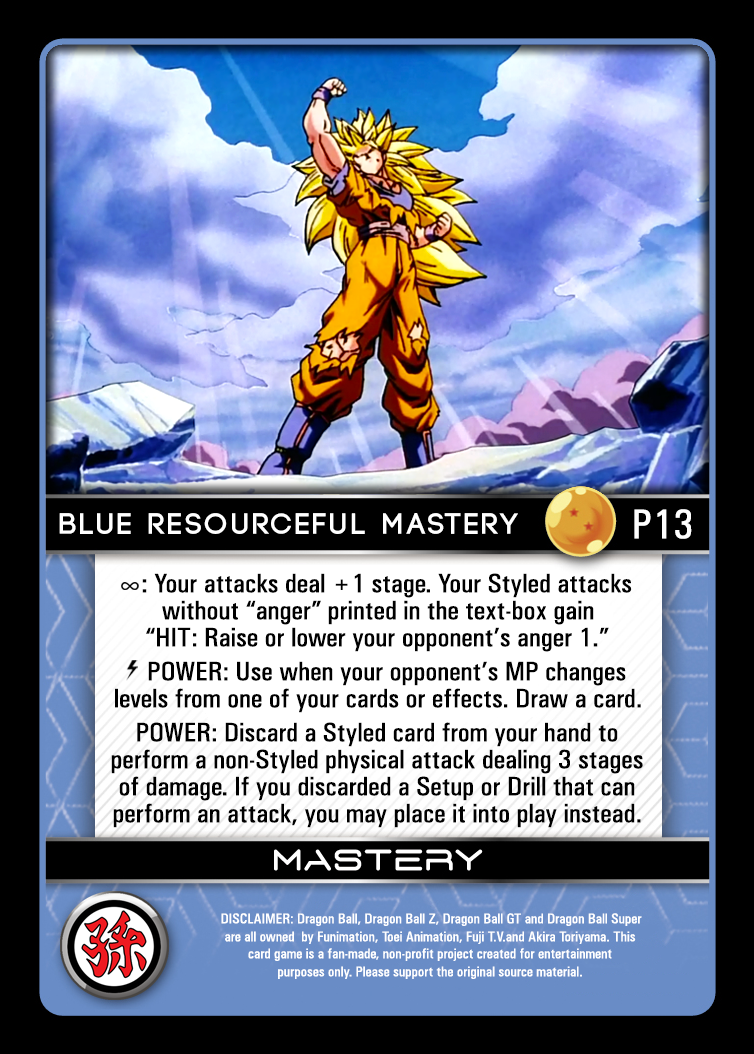 BLUE RESOURCEFUL MASTERY P13
∞: Your attacks deal +1 stage. Your Styled attacks
without “anger” printed in the text-box gain
“HIT: Raise or lower your opponent’s anger 1.”
POWER: Use when your opponent’s MP changes
levels from one of your cards or effects. Draw a card.
POWER: Discard a Styled card from your hand to
perform a non-Styled physical attack dealing 3 stages
of damage. If you discarded a Setup or Drill that can
perform an attack, you may place it into play instead.
MASTERY
孫
DISCLAIMER: Dragon Ball, Dragon Ball Z, Dragon Ball GT and Dragon Ball Super
are all owned by Funimation, Toei Animation, Fuji T.V.and Akira Toriyama. This
card game is a fan-made, non-profit project created for entertainment
purposes only. Please support the original source material.